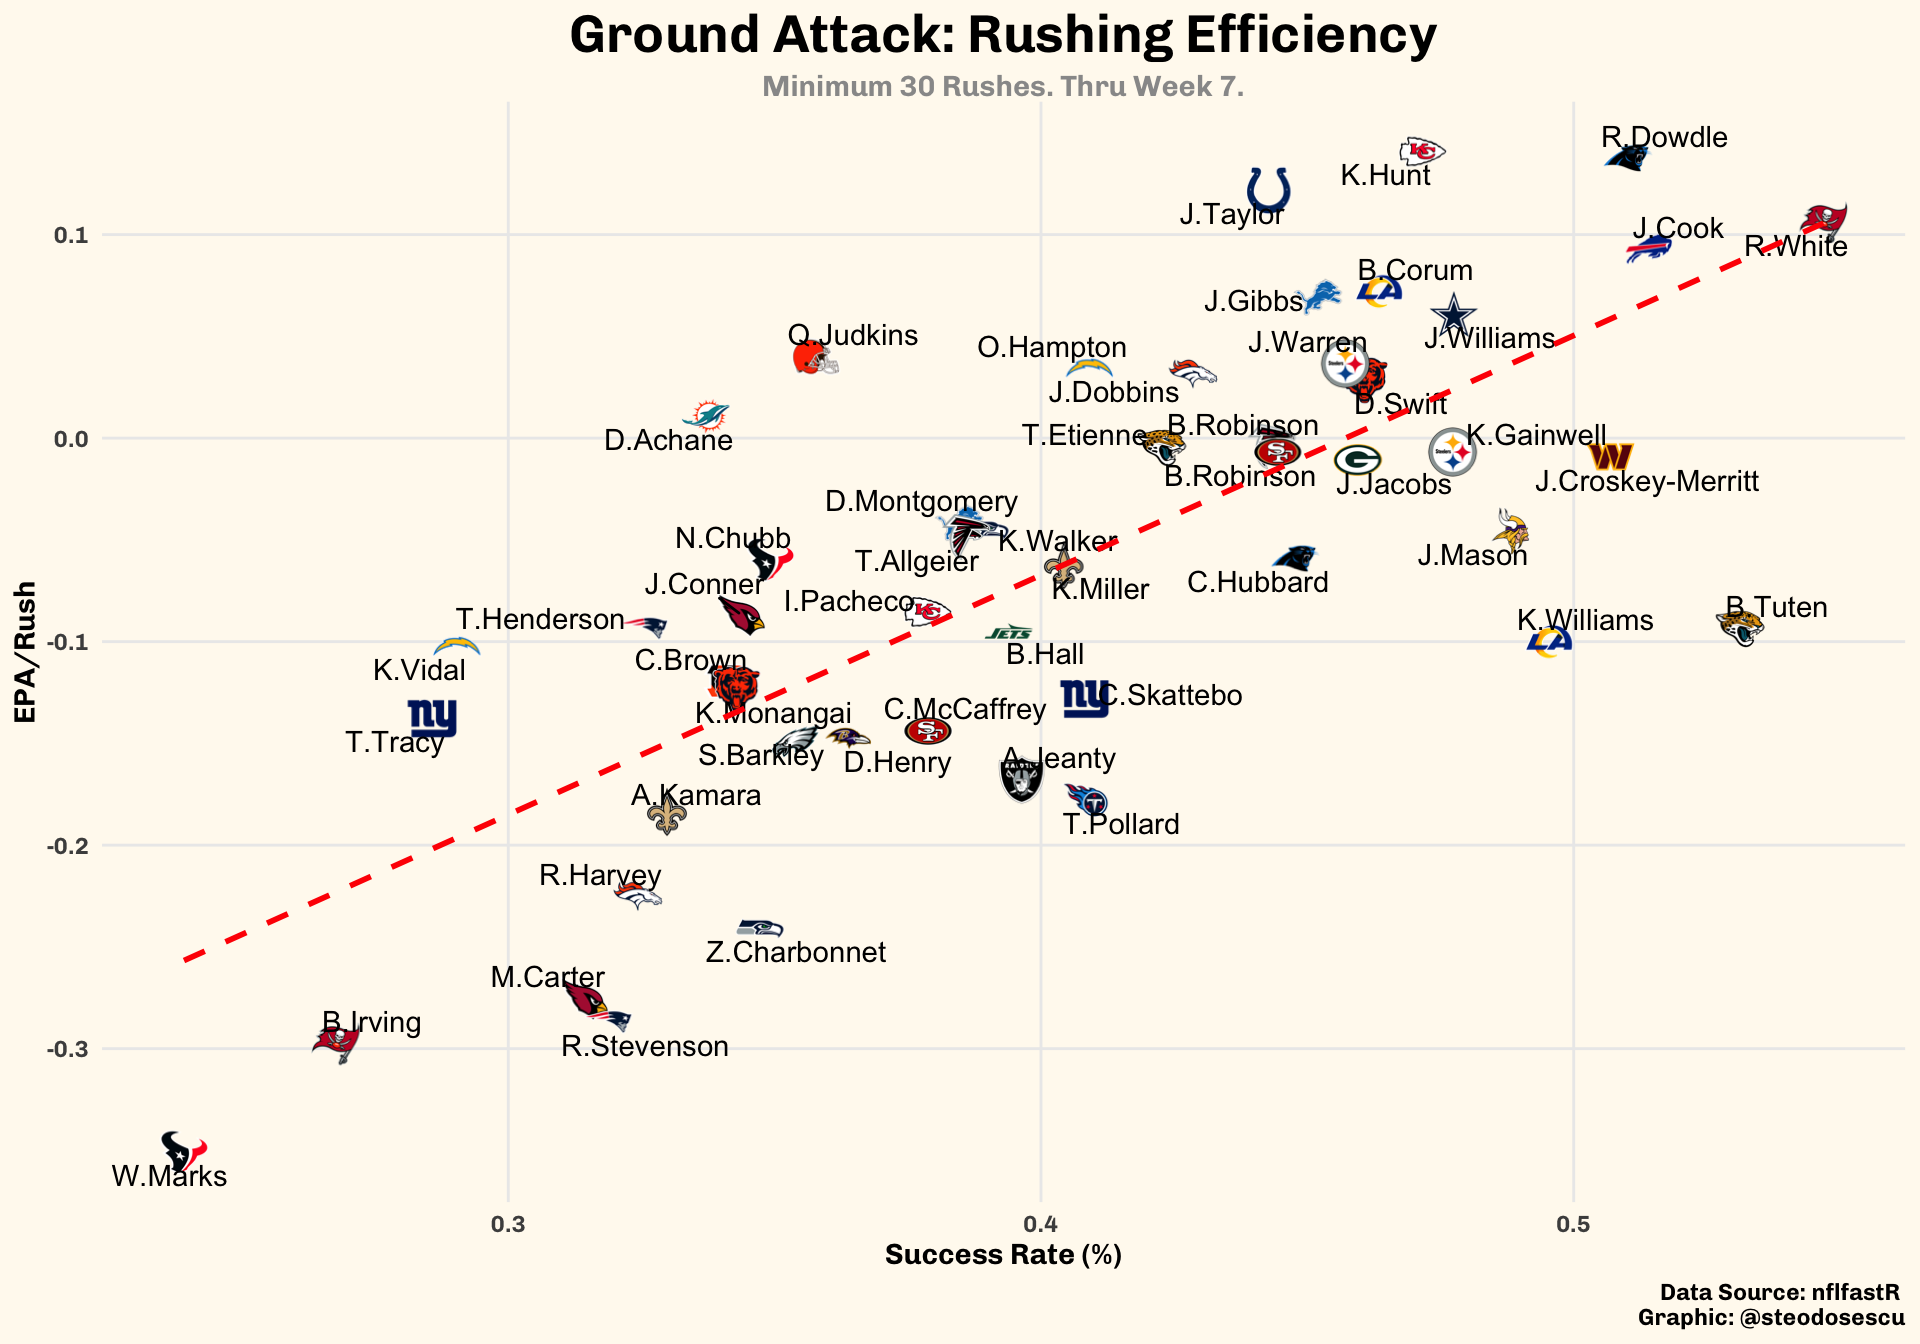 Ground Attack: Rushing Efficiency
Minimum 30 Rushes. Thru Week 7.
R.Dowdle
K.Hunt
J.Taylor
J.Cook
R.White
0.1
B.Corum
J.Gibbs
Q.Judkins
O.Hampton
J.Warren
J.Williams
J.Dobbins
D.Swift
D.Achane
T.Etienne
B.Robinson
K.Gainwell
0.0
B.Robinson
J.Jacobs
J.Croskey-Merritt
D.Montgomery
N.Chubb
K.Walker
T.Allgeier
J.Mason
J.Conner
I.Pacheco
K.Miller
C.Hubbard
T.Henderson
K.Williams
B.Tuten
-0.1
JETS
K.Vidal
C.Brown
B.Hall
ny
C.Skattebo
ny
T.Tracy
K.Monangai
C.McCaffrey
S.Barkley
D.Henry
A.Jeanty
A.Kamara
T.Pollard
-0.2
R.Harvey
Z.Charbonnet
M.Carter
B.Irving
R.Stevenson
-0.3
W.Marks
EPA/Rush
0.3
0.4
0.5
Success Rate (%)
Data Source: nflfastR
Graphic: @steodosescu